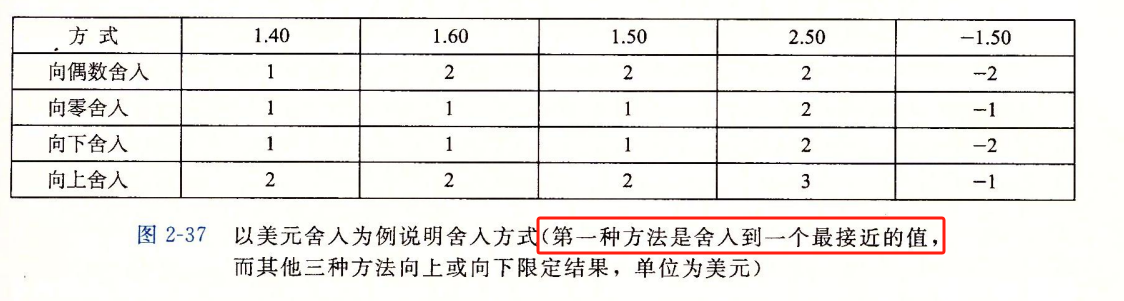 方 式 1.40 1.60 1.50 2.50 −1.50
向偶数舍入 1 2 2 2 −2
向零舍入 1 1 1 2 −1
向下舍入 1 1 1 2 −2
向上舍入 2 2 2 3 −1
图 2-37 以美元舍入为例说明舍入方式(第一种方法是舍入到一个最接近的值,
而其他三种方法向上或向下限定结果, 单位为美元)